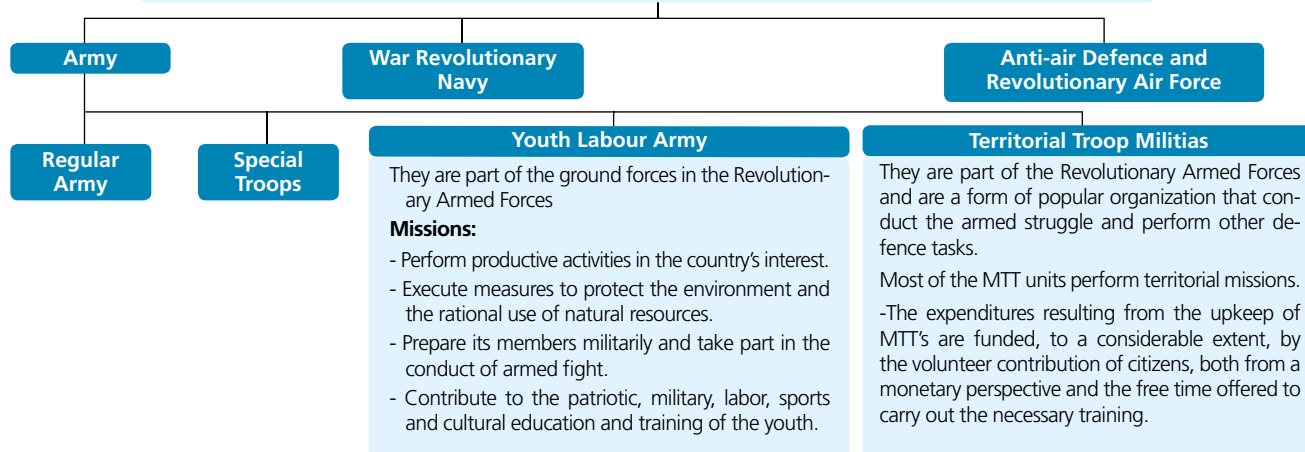 Army
War Revolutionary
Navy
Anti-air Defence and
Revolutionary Air Force
Regular
Army
Special
Troops
Youth Labour Army
They are part of the ground forces in the Revolution-
ary Armed Forces
Missions:
- Perform productive activities in the country's interest.
- Execute measures to protect the environment and
the rational use of natural resources.
- Prepare its members militarily and take part in the
conduct of armed fight.
- Contribute to the patriotic, military, labor, sports
and cultural education and training of the youth.
Territorial Troop Militias
They are part of the Revolutionary Armed Forces
and are a form of popular organization that con-
duct the armed struggle and perform other de-
fence tasks.
Most of the MTT units perform territorial missions.
-The expenditures resulting from the upkeep of
MTT's are funded, to a considerable extent, by
the volunteer contribution of citizens, both from a
monetary perspective and the free time offered to
carry out the necessary training.